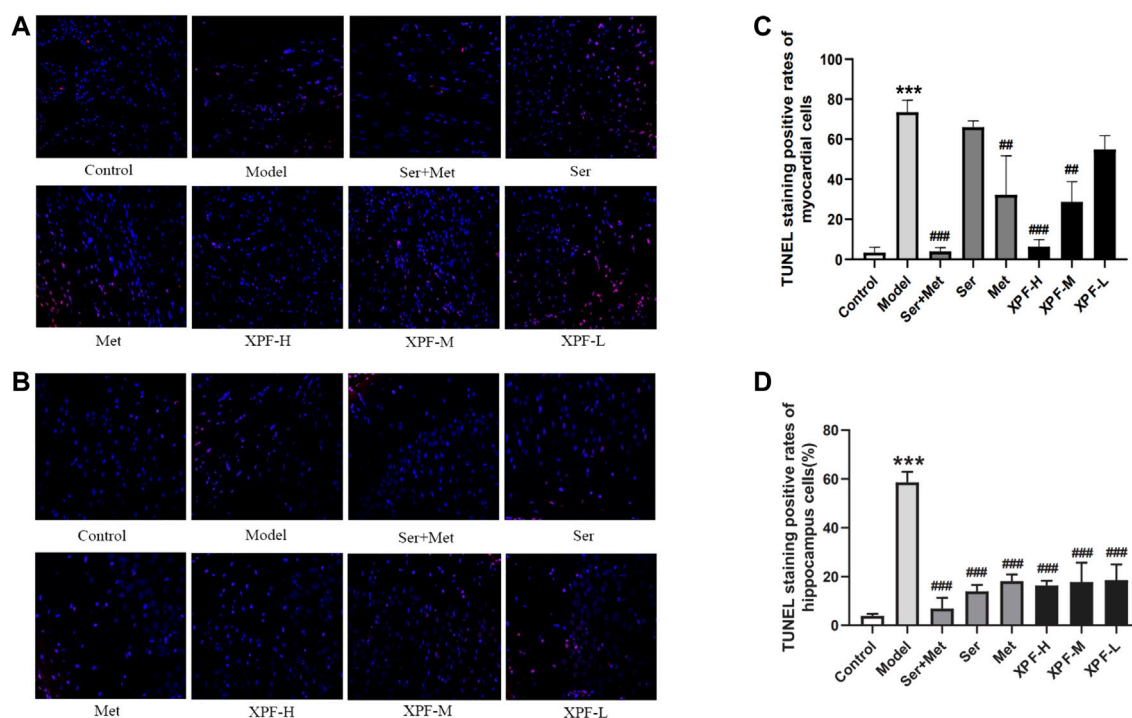 A
Control Model Ser+Met Ser
Met XPF-H XPF-M XPF-L
B
Control Model Ser+Met Ser
Met XPF-H XPF-M XPF-L
C
TUNEL staining positive rates of
myocardial cells
100
80
60
40
20
0
***
###
##
###
##
Control Model Ser+Met Ser Met XPF-H XPF-M XPF-L
D
TUNEL staining positive rates of
hippocampus cells(%)
80
60
40
20
0
***
###
###
###
###
###
###
Control Model Ser+Met Ser Met XPF-H XPF-M XPF-L